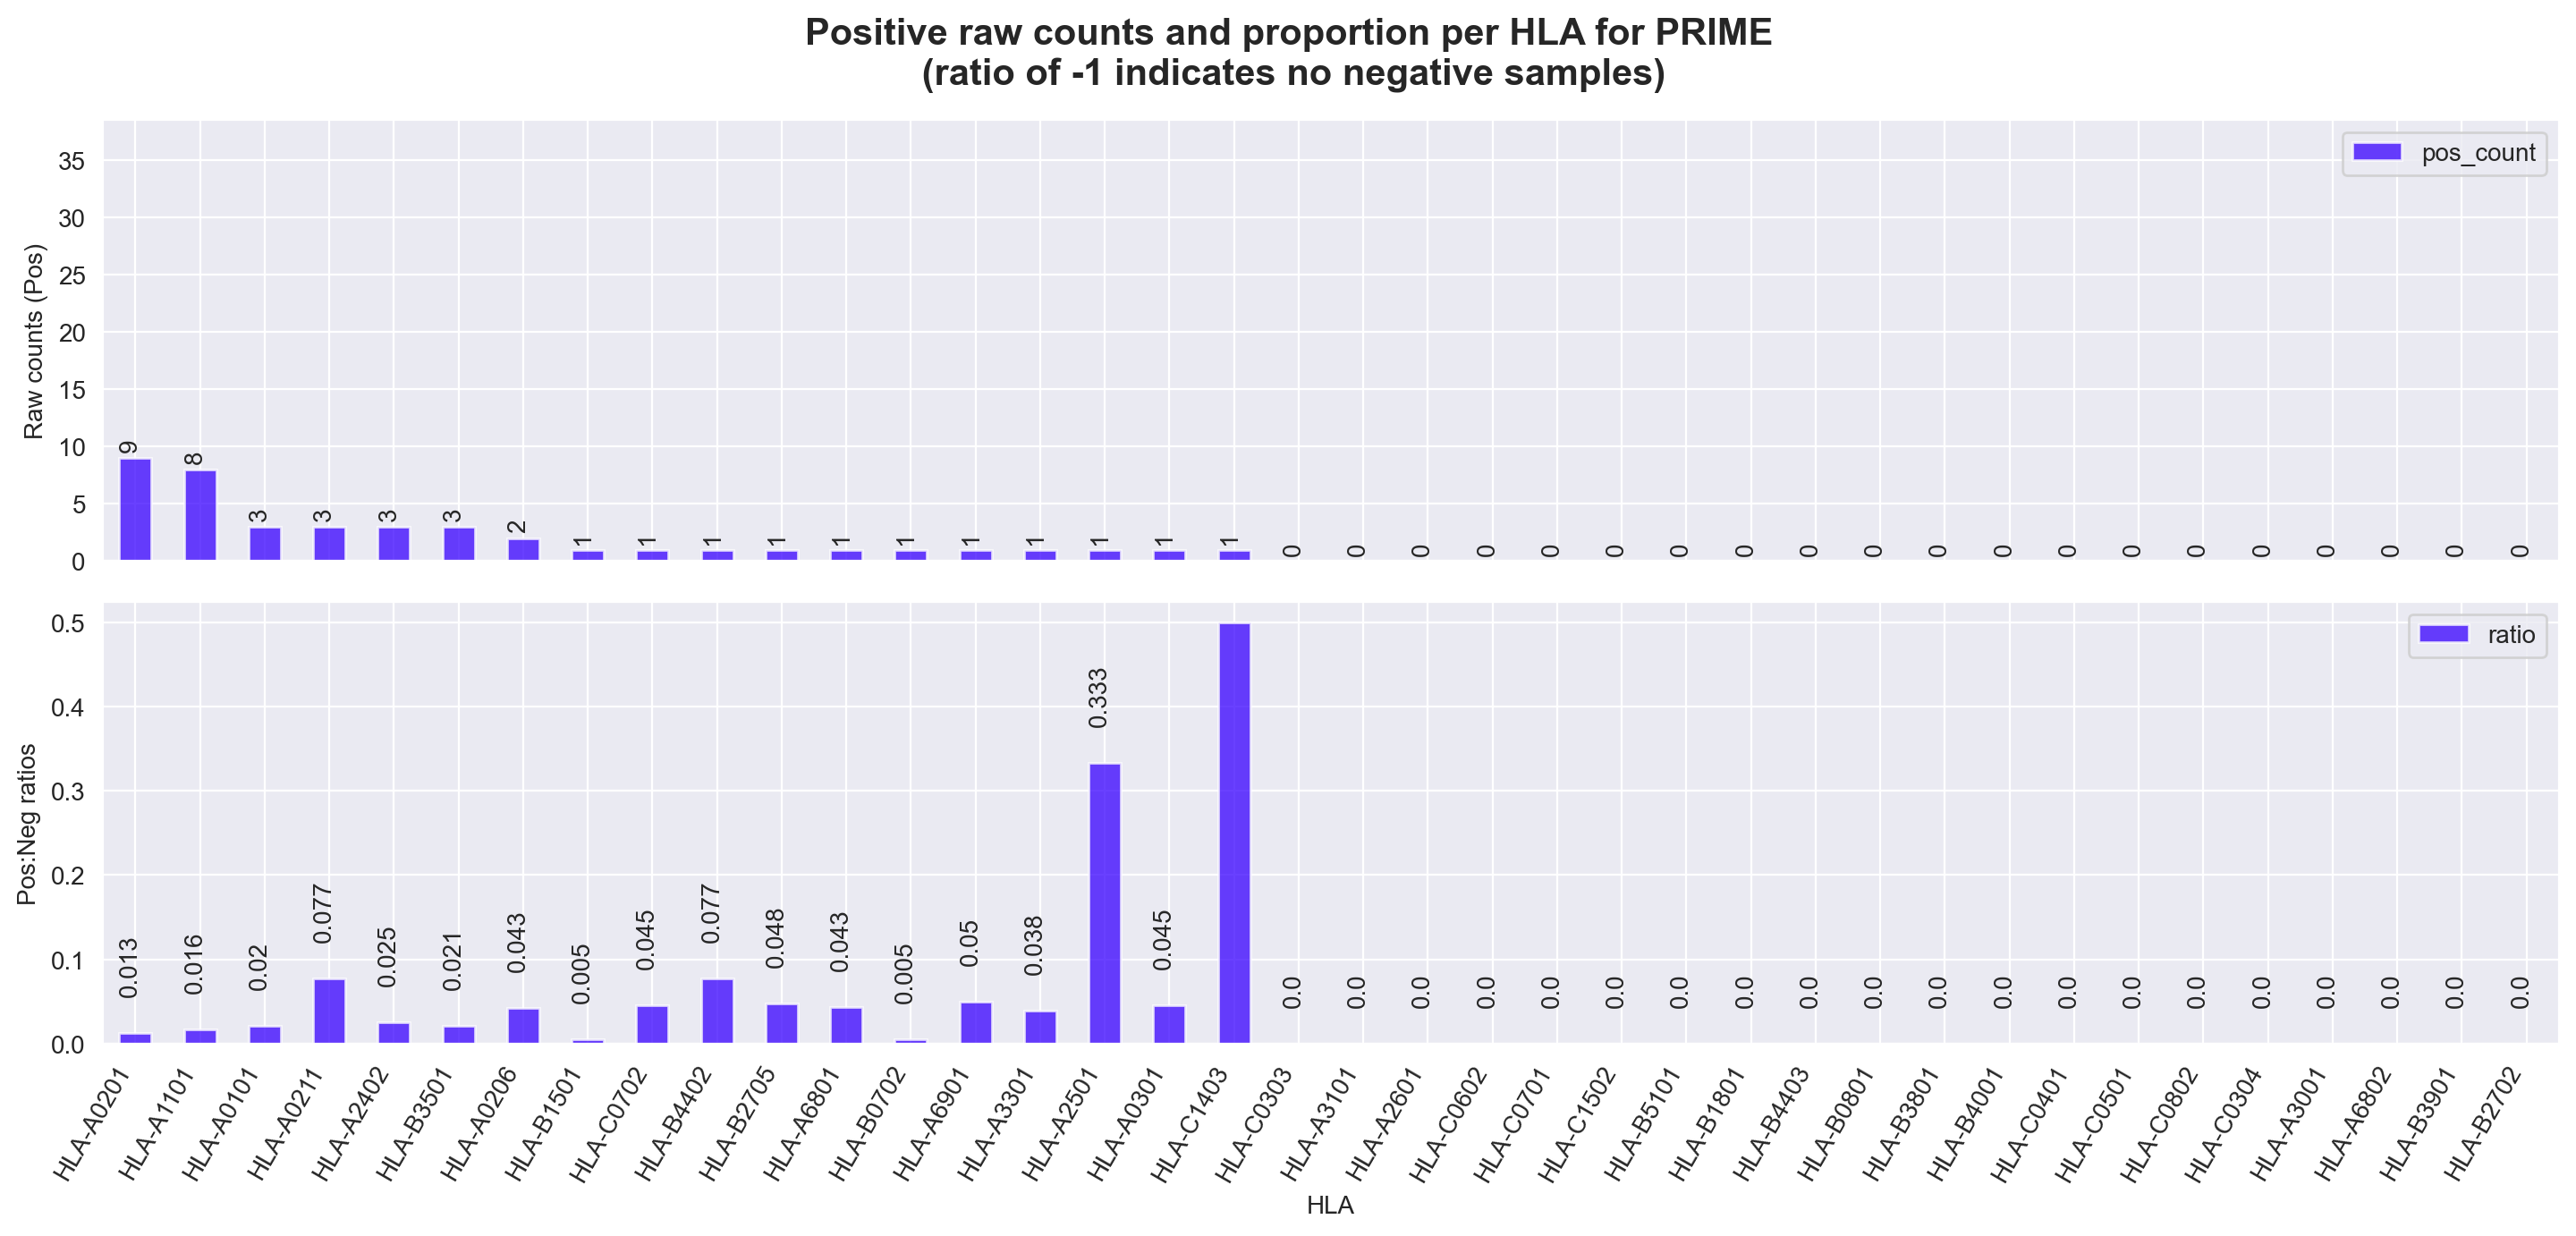 Positive raw counts and proportion per HLA for PRIME
(ratio of -1 indicates no negative samples)
pos_count
Raw counts (Pos)
35
30
25
20
15
10
5
0
9 8 3 3 3 3 2 1 1 1 1 1 1 1 1 1 1 1 0 0 0 0 0 0 0 0 0 0 0 0 0 0 0 0 0 0 0 0
ratio
Pos:Neg ratios
0.5
0.4
0.3
0.2
0.1
0.0
0.013 0.016 0.02 0.077 0.025 0.021 0.043 0.005 0.045 0.077 0.048 0.043 0.005 0.05 0.038 0.333 0.045 0.0 0.0 0.0 0.0 0.0 0.0 0.0 0.0 0.0 0.0 0.0 0.0 0.0 0.0 0.0 0.0 0.0 0.0 0.0 0.0
HLA-A0201
HLA-A1101
HLA-A0101
HLA-A0211
HLA-A2402
HLA-B3501
HLA-A0206
HLA-B1501
HLA-C0702
HLA-B4402
HLA-B2705
HLA-A6801
HLA-B0702
HLA-A6901
HLA-A3301
HLA-A2501
HLA-A0301
HLA-C1403
HLA-C0303
HLA-A3101
HLA-A2601
HLA-C0602
HLA-C0701
HLA-C1502
HLA-B5101
HLA-B1801
HLA-B4403
HLA-B0801
HLA-B3801
HLA-B4001
HLA-C0401
HLA-C0501
HLA-C0802
HLA-C0304
HLA-A3001
HLA-A6802
HLA-B3901
HLA-B2702
HLA